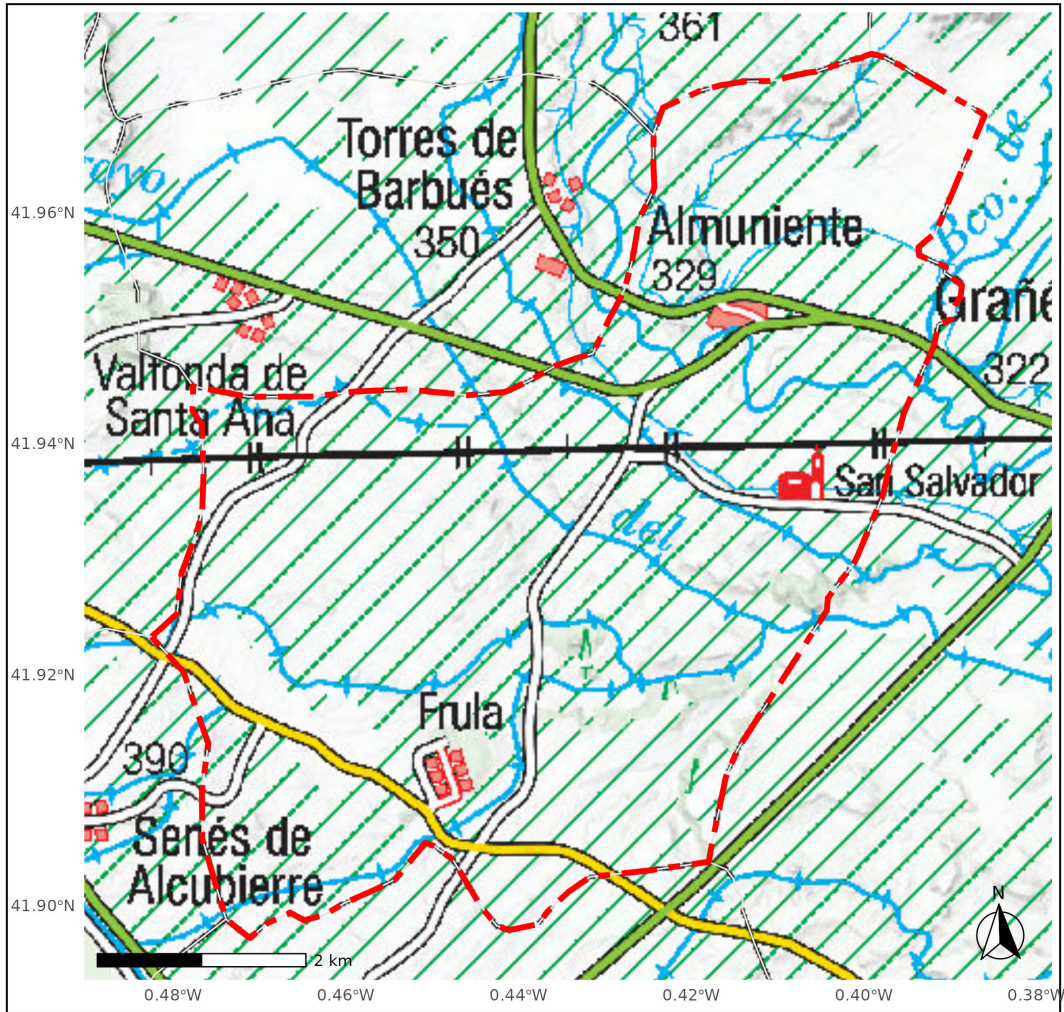 361
Torres de
Barbués
350
royo
Bco. de
Almuniente
329
Grañé
322
Valfonda de
Santa Ana
San Salvador
del
Frula
390
Senés de
Alcubierre
N
2 km
41.96°N
41.94°N
41.92°N
41.90°N
0.48°W
0.46°W
0.44°W
0.42°W
0.40°W
0.38°W